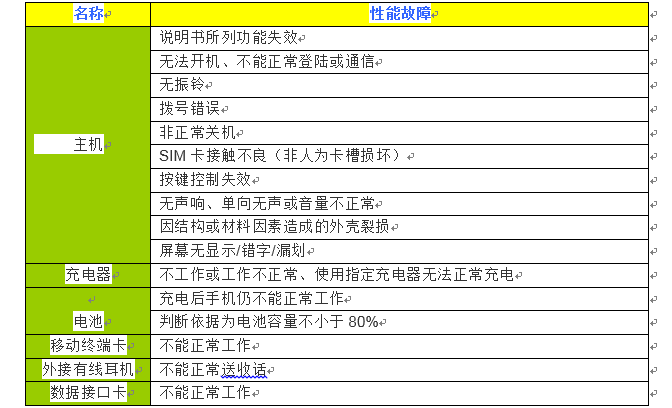 名称 性能故障
说明书所列功能失效
无法开机、不能正常登陆或通信
无振铃
拨号错误
非正常关机
主机
SIM 卡接触不良（非人为卡槽损坏）
按键控制失效
无声响、单向无声或音量不正常
因结构或材料因素造成的外壳裂损
屏幕无显示/错字/漏划
充电器 不工作或工作不正常、使用指定充电器无法正常充电
充电后手机仍不能正常工作
电池 判断依据为电池容量不小于 80%
移动终端卡 不能正常工作
外接有线耳机 不能正常送收话
数据接口卡 不能正常工作